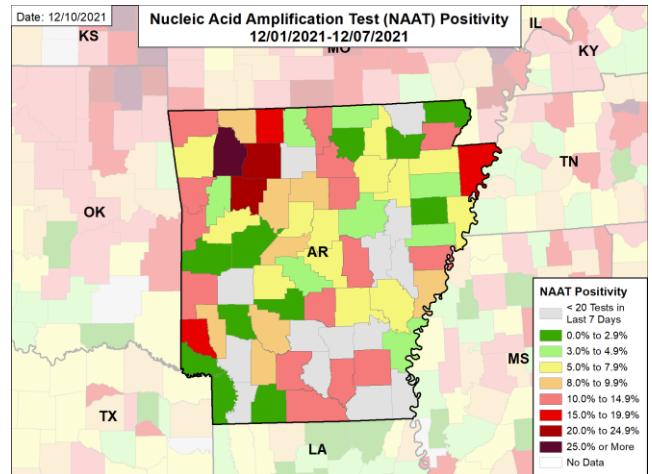 Date: 12/10/2021
Nucleic Acid Amplification Test (NAAT) Positivity
12/01/2021-12/07/2021
KS
MO
IL
KY
TN
OK
AR
MS
TX
LA
NAAT Positivity
< 20 Tests in
Last 7 Days
0.0% to 2.9%
3.0% to 4.9%
5.0% to 7.9%
8.0% to 9.9%
10.0% to 14.9%
15.0% to 19.9%
20.0% to 24.9%
25.0% or More
No Data